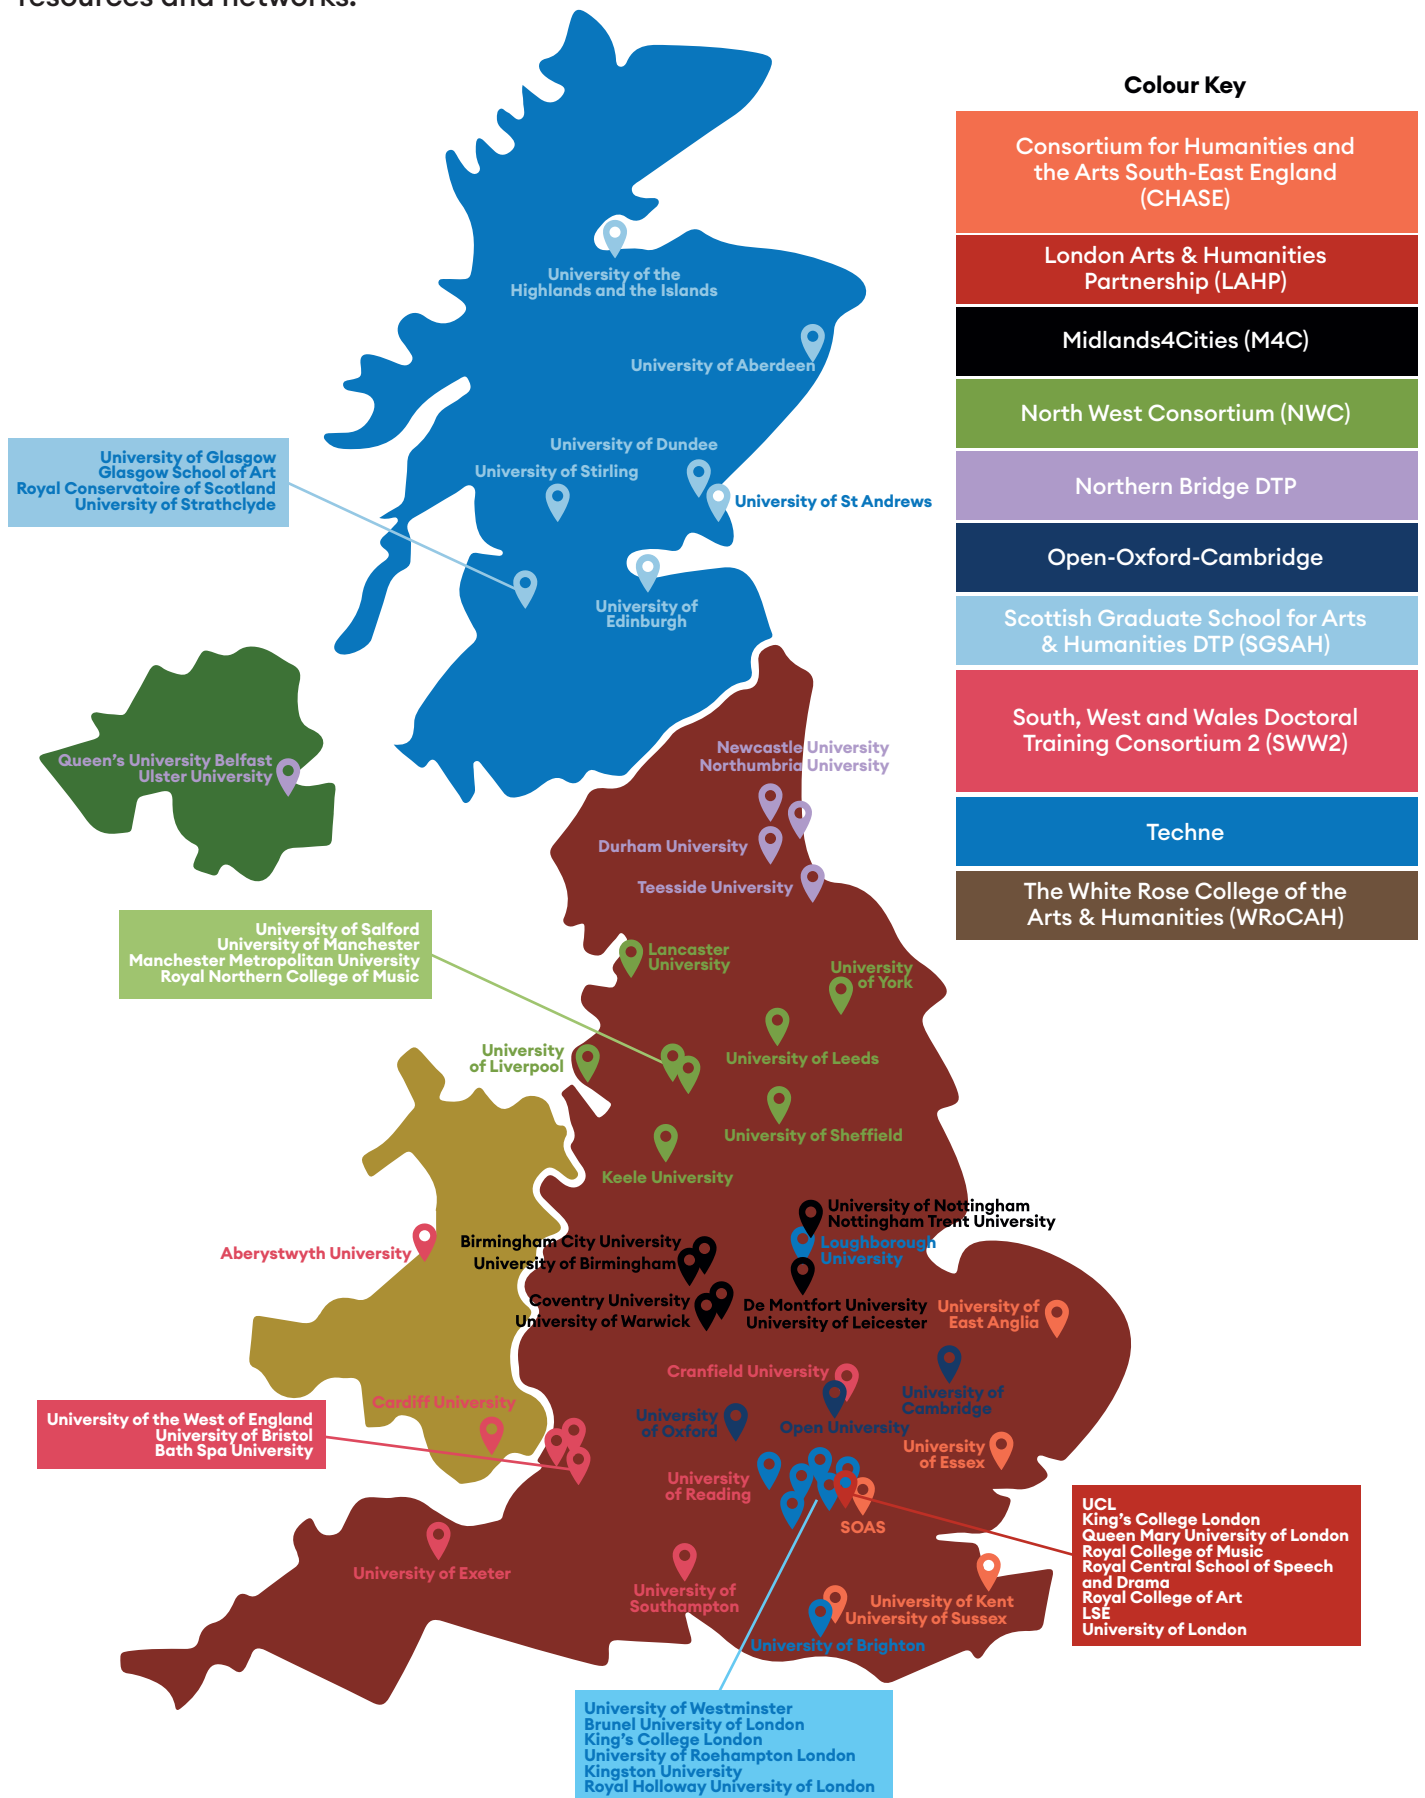 resources and networks.
Colour Key
Consortium for Humanities and
the Arts South-East England
(CHASE)
London Arts & Humanities
Partnership (LAHP)
Midlands4Cities (M4C)
North West Consortium (NWC)
Northern Bridge DTP
Open-Oxford-Cambridge
Scottish Graduate School for Arts
& Humanities DTP (SGSAH)
South, West and Wales Doctoral
Training Consortium 2 (SWW2)
Techne
The White Rose College of the
Arts & Humanities (WRoCAH)
University of the
Highlands and the Islands
University of Aberdeen
University of Dundee
University of Stirling
University of St Andrews
University of Glasgow
Glasgow School of Art
Royal Conservatoire of Scotland
University of Strathclyde
University of
Edinburgh
Queen's University Belfast
Ulster University
Newcastle University
Northumbria University
Durham University
Teesside University
University of Salford
University of Manchester
Manchester Metropolitan University
Royal Northern College of Music
Lancaster
University
University
of York
University
of Liverpool
University of Leeds
University of Sheffield
Keele University
University of Nottingham
Nottingham Trent University
Loughborough
University
Aberystwyth University
Birmingham City University
University of Birmingham
Coventry University
University of Warwick
De Montfort University
University of Leicester
University of
East Anglia
Cranfield University
University of
Cambridge
Cardiff University
University
of Oxford
Open University
University of the West of England
University of Bristol
Bath Spa University
University
of Essex
University
of Reading
SOAS
UCL
King's College London
Queen Mary University of London
Royal College of Music
Royal Central School of Speech
and Drama
Royal College of Art
LSE
University of London
University of Exeter
University of
Southampton
University of Kent
University of Sussex
University of Brighton
University of Westminster
Brunel University of London
King's College London
University of Roehampton London
Kingston University
Royal Holloway University of London